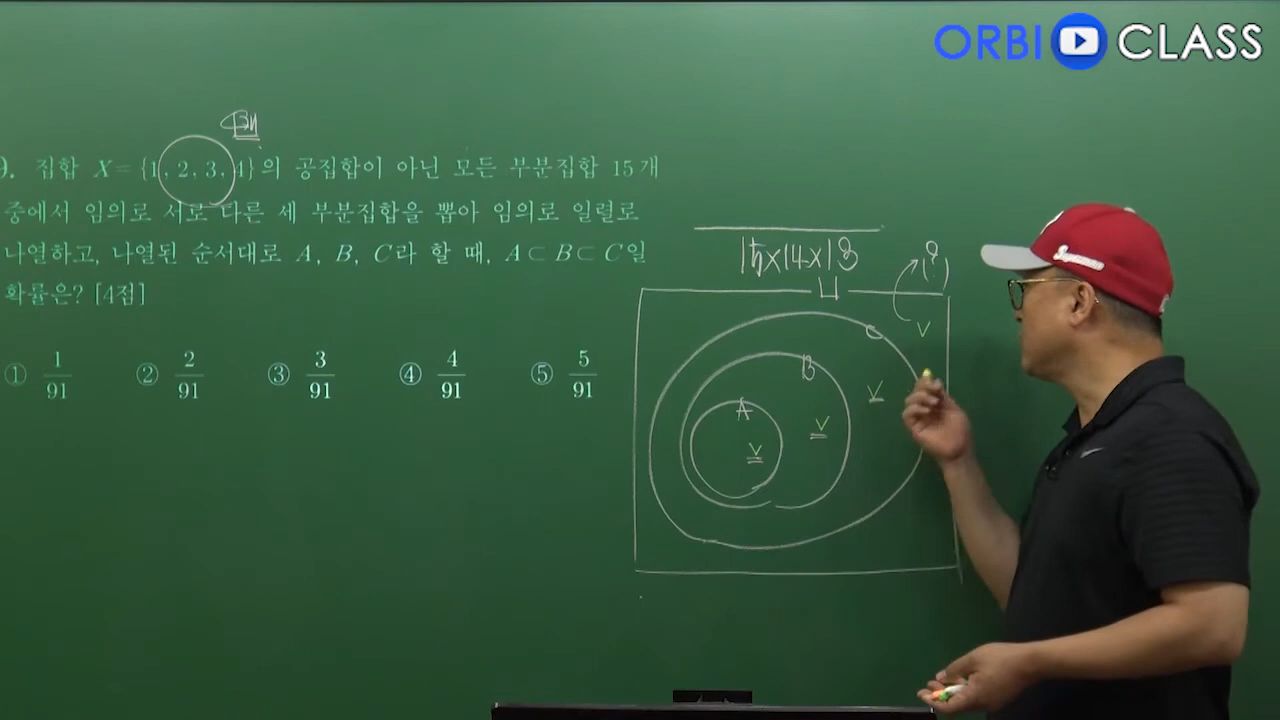 ORBI CLASS
9. 집합 X={1, 2, 3, 4}의 공집합이 아닌 모든 부분집합 15개
중에서 임의로 서로 다른 세 부분집합을 뽑아 임의로 일렬로
나열하고, 나열된 순서대로 A, B, C라 할 때, A⊂B⊂C일
확률은? [4점]
① 1/91 ② 2/91 ③ 3/91 ④ 4/91 ⑤ 5/91
15×14×13
(?)
U
C
B
A